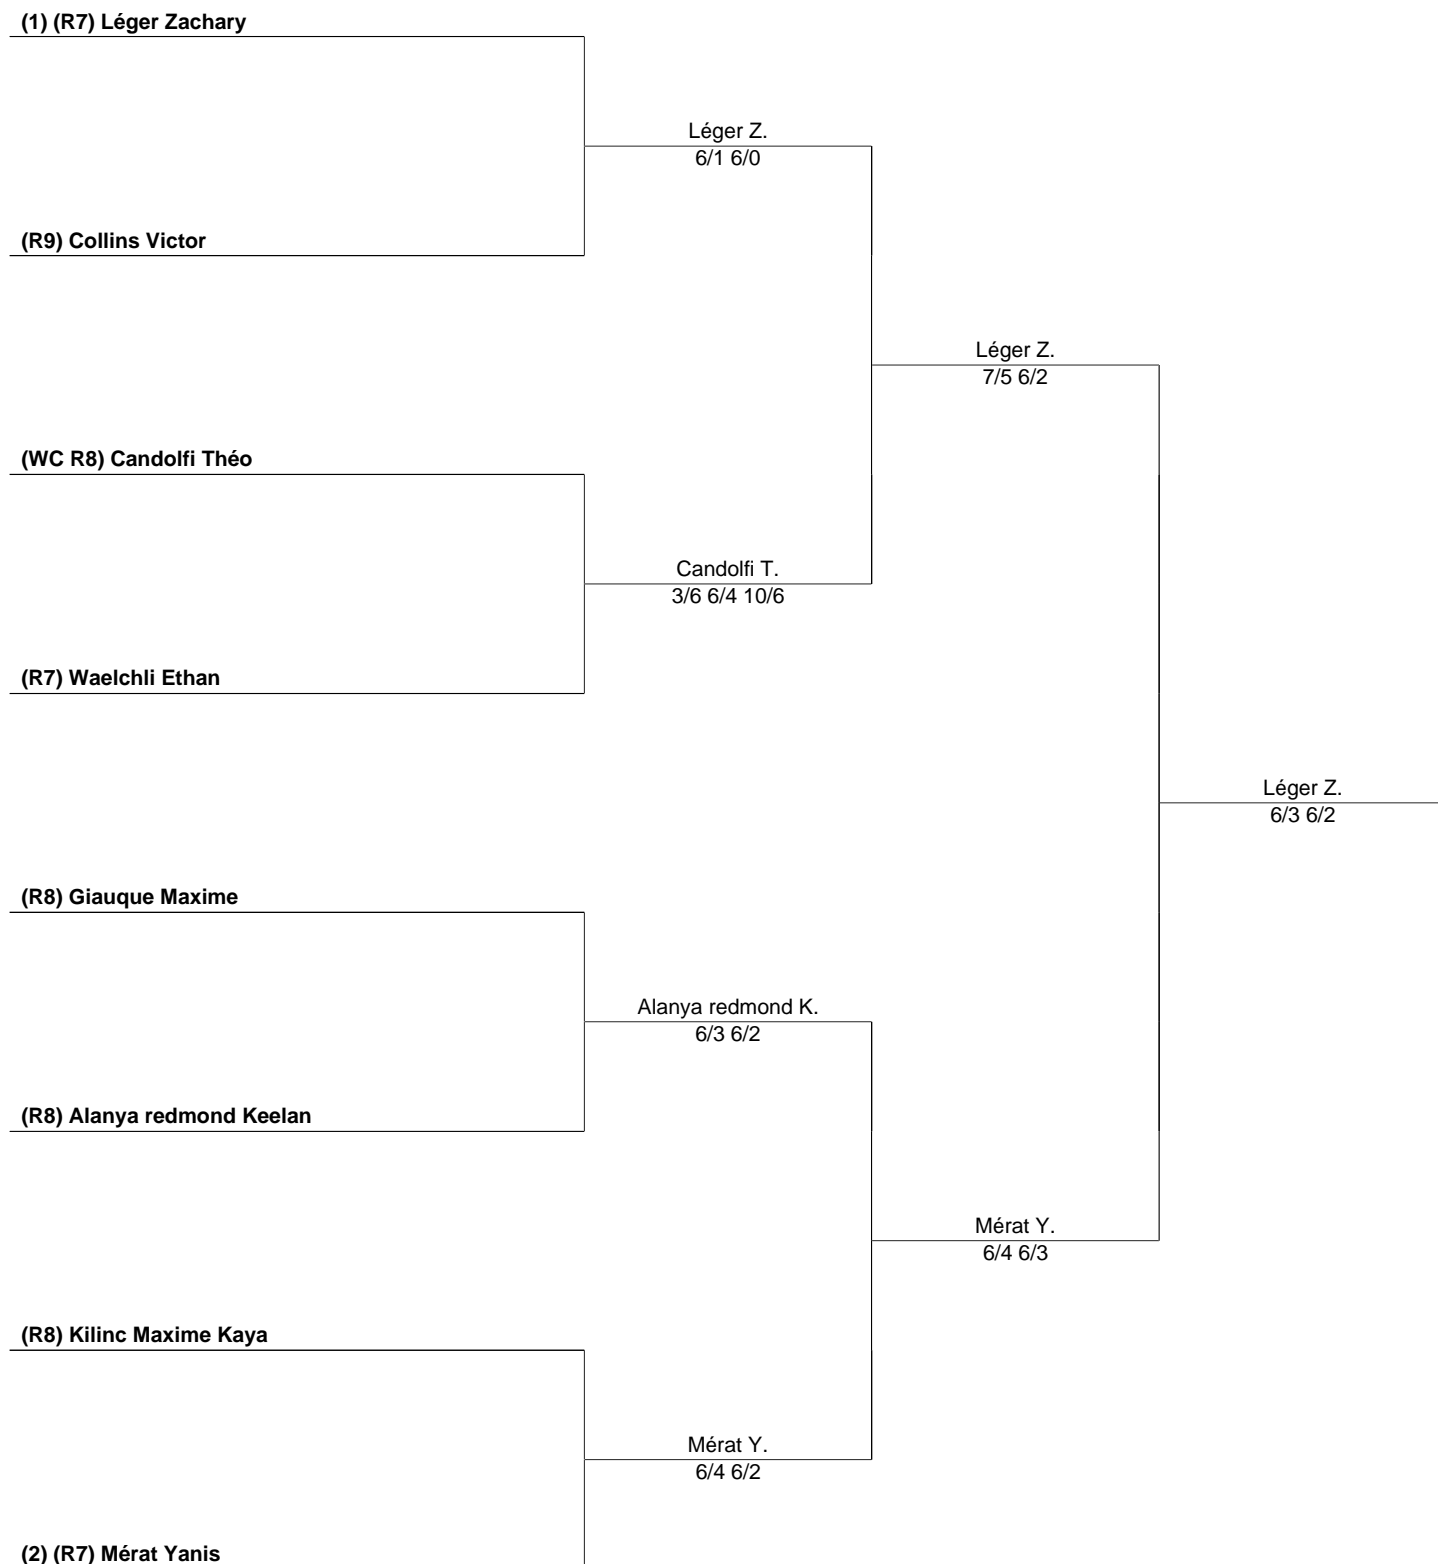 (1) (R7) Léger Zachary
Léger Z.
6/1 6/0
(R9) Collins Victor
Léger Z.
7/5 6/2
(WC R8) Candolfi Théo
Candolfi T.
3/6 6/4 10/6
(R7) Waelchli Ethan
Léger Z.
6/3 6/2
(R8) Giauque Maxime
Alanya redmond K.
6/3 6/2
(R8) Alanya redmond Keelan
Mérat Y.
6/4 6/3
(R8) Kilinc Maxime Kaya
Mérat Y.
6/4 6/2
(2) (R7) Mérat Yanis